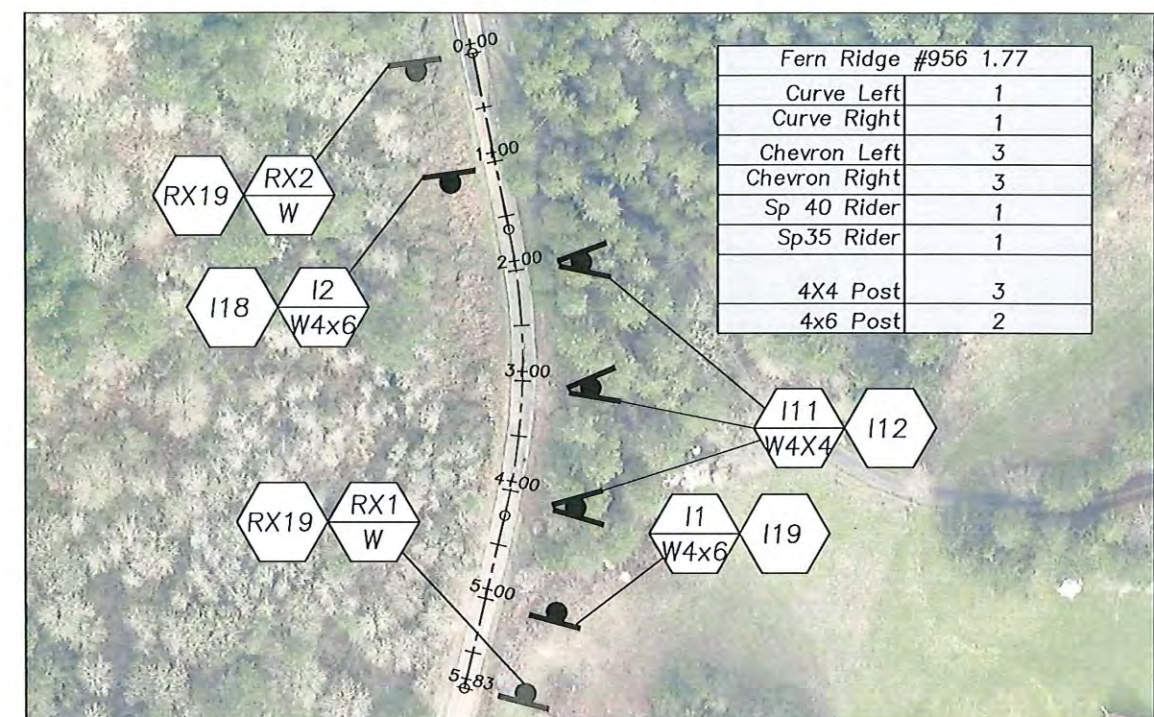 0+00
Fern Ridge #956 1.77
Curve Left 1
Curve Right 1
Chevron Left 3
Chevron Right 3
Sp 40 Rider 1
Sp35 Rider 1
4X4 Post 3
4x6 Post 2
1+00
RX19
RX2
W
2+00
I18
I2
W4x6
3+00
I11
W4X4
I12
4+00
RX19
RX1
W
I1
W4x6
I19
5+00
5+83